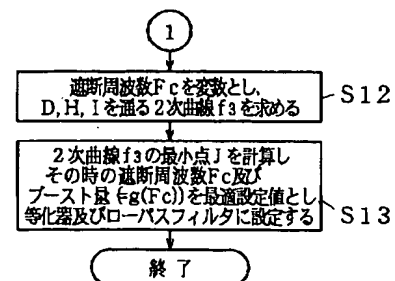 1
遮断周波数Fcを変数とし、
D, H, Iを通る2次曲線f3を求める
S12
2次曲線f3の最小点Jを計算し
その時の遮断周波数Fc及び
ブースト量(=g(Fc))を最適設定値とし
等化器及びローパスフィルタに設定する
S13
終了